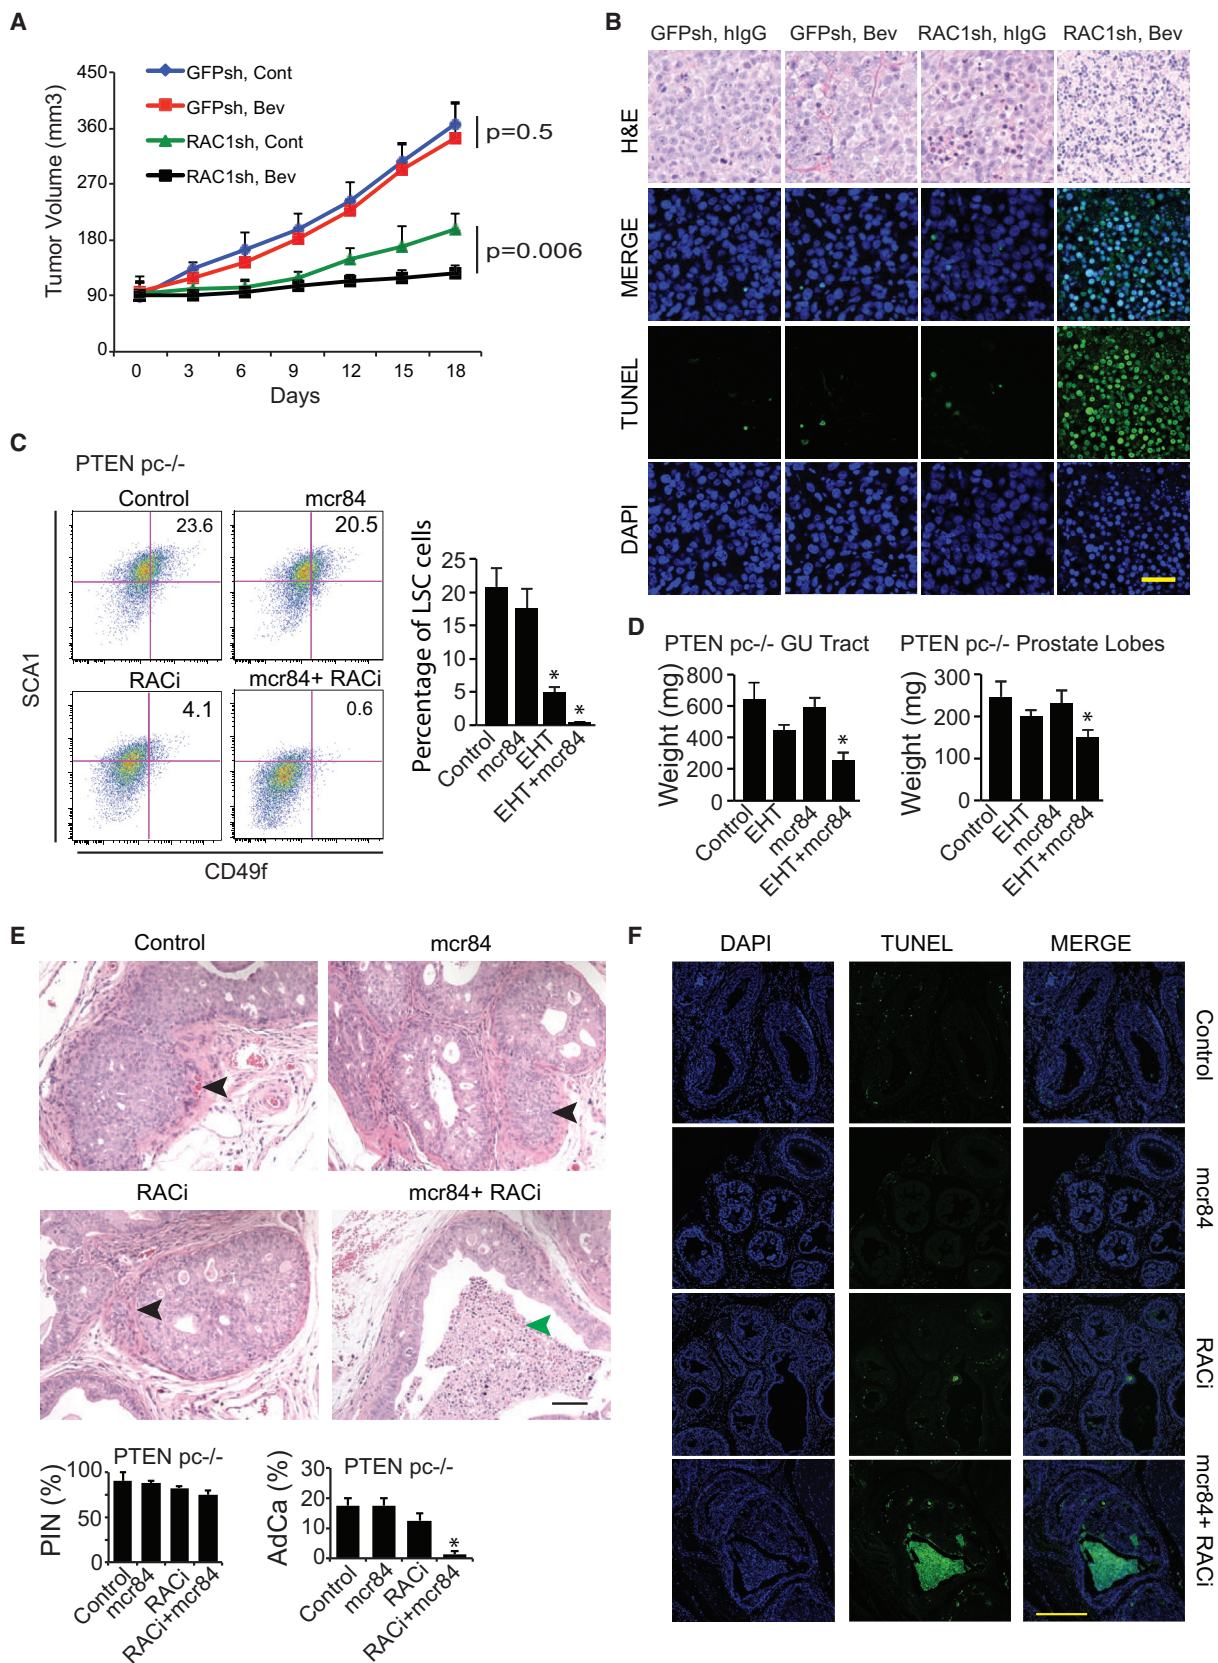 A
450
360
270
180
90
0
Tumor Volume (mm3)
GFPsh, Cont
GFPsh, Bev
RAC1sh, Cont
RAC1sh, Bev
p=0.5
p=0.006
0 3 6 9 12 15 18
Days
B
GFPsh, hIgG GFPsh, Bev RAC1sh, hIgG RAC1sh, Bev
H&E
MERGE
TUNEL
DAPI
C
PTEN pc-/-
Control mcr84
23.6 20.5
RACi mcr84+ RACi
4.1 0.6
SCA1
CD49f
Percentage of LSC cells
25
20
15
10
5
0
*
*
Control
mcr84
EHT
EHT+mcr84
D
PTEN pc-/- GU Tract
Weight (mg)
800
600
400
200
0
*
Control
EHT
mcr84
EHT+mcr84
PTEN pc-/- Prostate Lobes
Weight (mg)
300
200
100
0
*
Control
EHT
mcr84
EHT+mcr84
E
Control mcr84
RACi mcr84+ RACi
PTEN pc-/-
PIN (%)
100
50
0
Control
mcr84
RACi
RACi+mcr84
PTEN pc-/-
AdCa (%)
30
20
10
0
*
Control
mcr84
RACi
RACi+mcr84
F
DAPI TUNEL MERGE
Control
mcr84
RACi
mcr84+ RACi